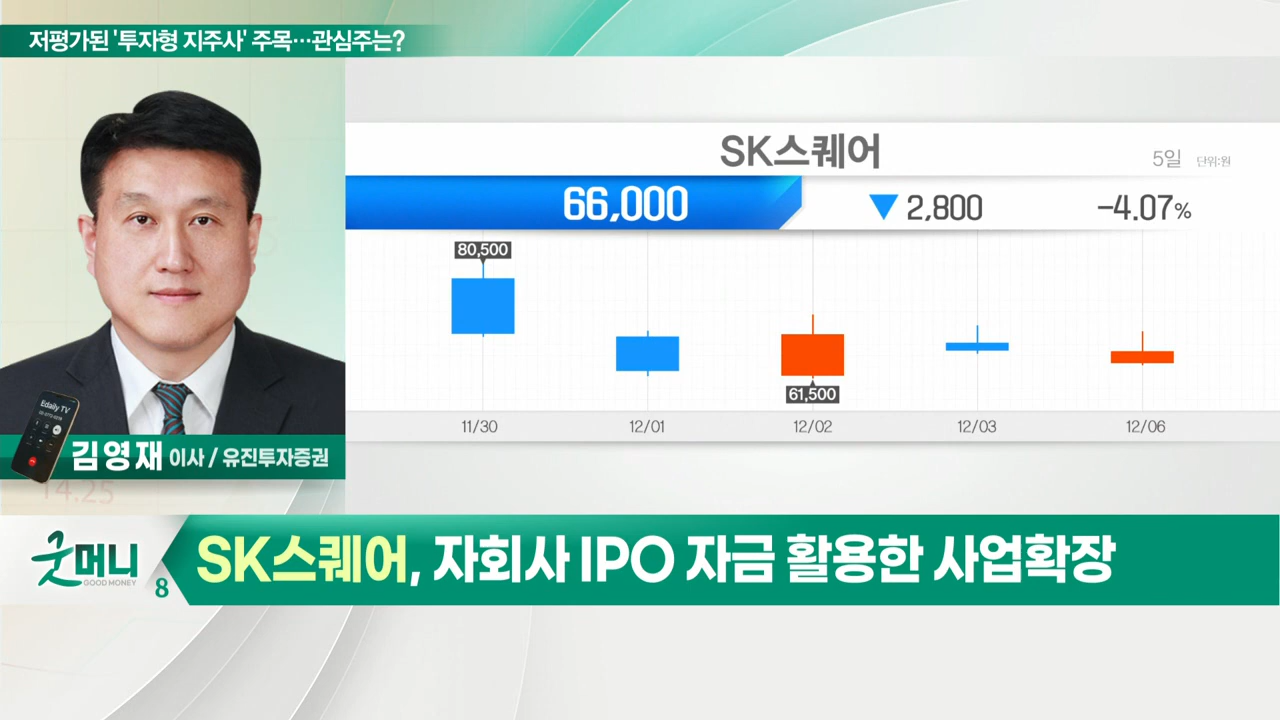 저평가된 '투자형 지주사' 주목…관심주는?
SK스퀘어
5일 단위:원
66,000 ▼ 2,800 -4.07%
80,500
61,500
11/30 12/01 12/02 12/03 12/06
Edaily TV
김영재 이사 / 유진투자증권
14.25
굿머니
GOOD MONEY
8
SK스퀘어, 자회사 IPO 자금 활용한 사업확장